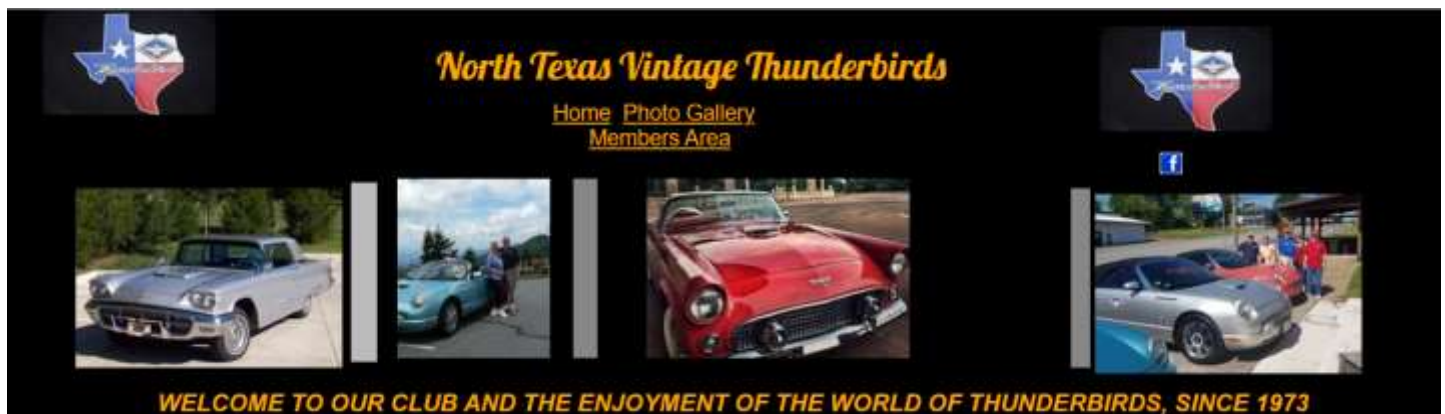 North Texas Vintage Thunderbirds
Home Photo Gallery
Members Area
f
WELCOME TO OUR CLUB AND THE ENJOYMENT OF THE WORLD OF THUNDERBIRDS, SINCE 1973